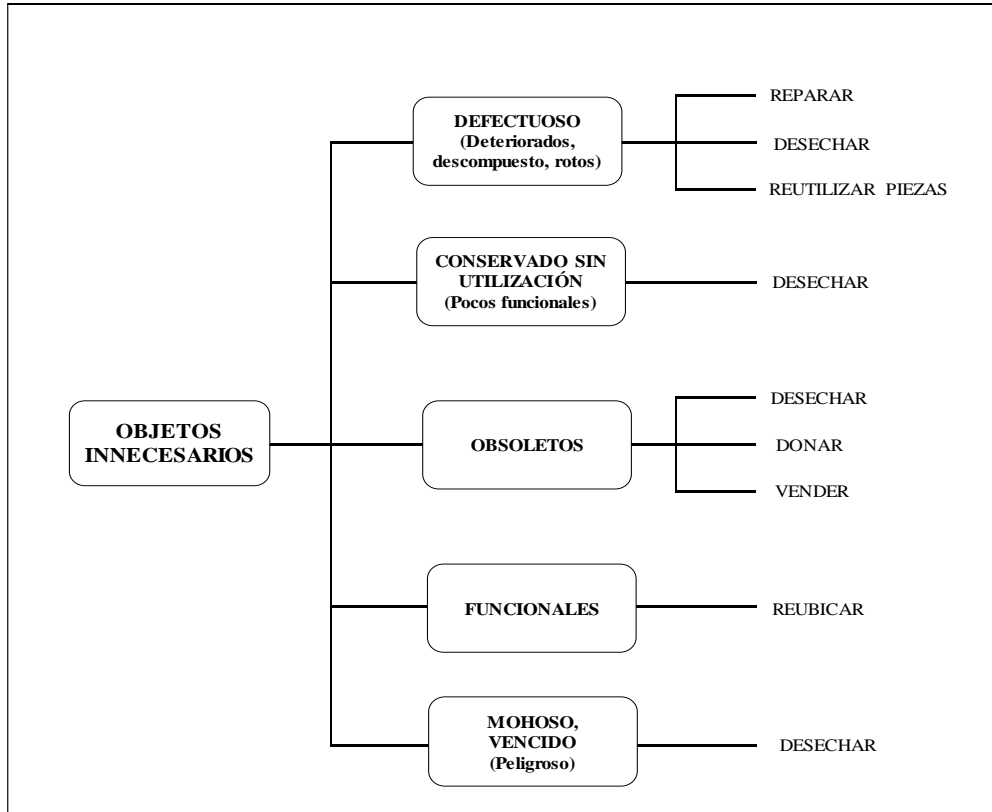 OBJETOS
INNECESARIOS
DEFECTUOSO
(Deteriorados,
descompuesto, rotos)
REPARAR
DESECHAR
REUTILIZAR PIEZAS
CONSERVADO SIN
UTILIZACIÓN
(Pocos funcionales)
DESECHAR
OBSOLETOS
DESECHAR
DONAR
VENDER
FUNCIONALES
REUBICAR
MOHOSO,
VENCIDO
(Peligroso)
DESECHAR